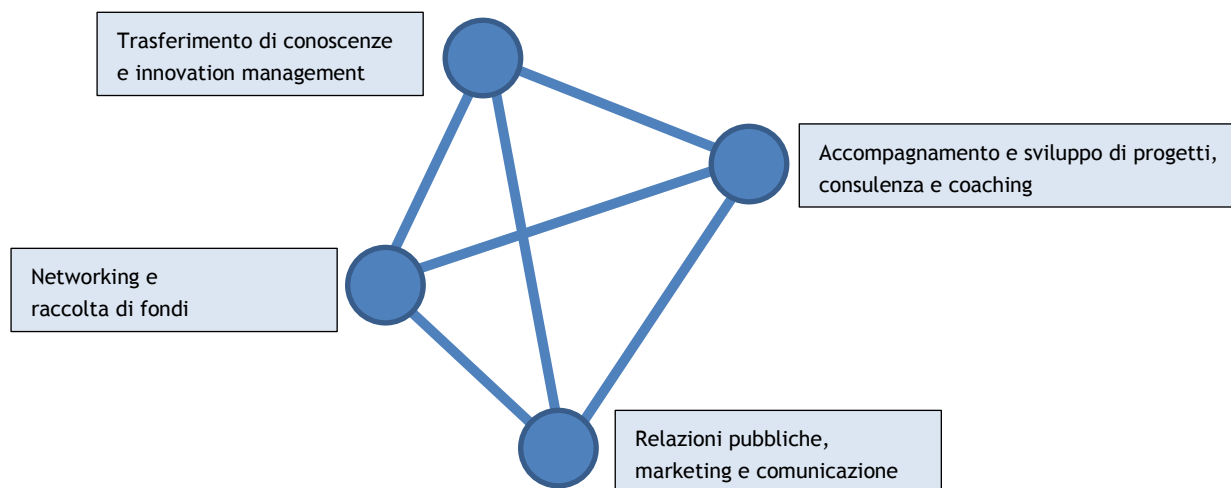 Trasferimento di conoscenze
e innovation management
Accompagnamento e sviluppo di progetti,
consulenza e coaching
Networking e
raccolta di fondi
Relazioni pubbliche,
marketing e comunicazione